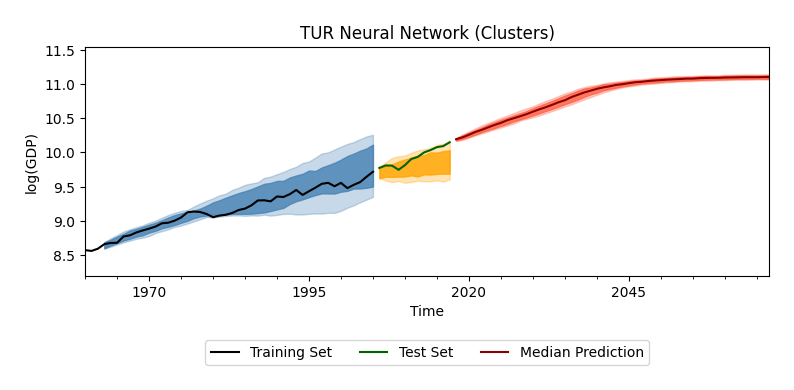 TUR Neural Network (Clusters)
11.5
11.0
10.5
10.0
9.5
9.0
8.5
log(GDP)
1970 1995 2020 2045
Time
Training Set Test Set Median Prediction